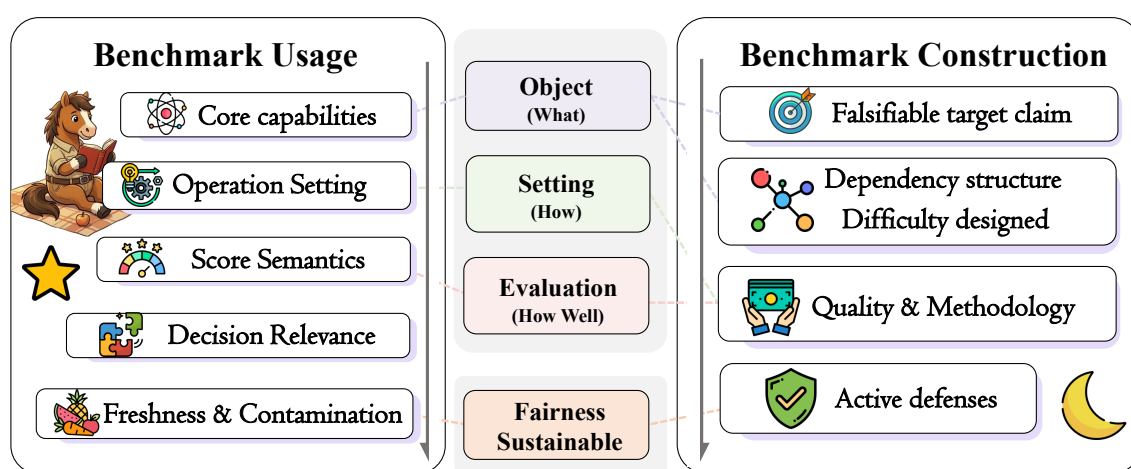 Benchmark Usage
Core capabilities
Operation Setting
Score Semantics
Decision Relevance
Freshness & Contamination
Object
(What)
Setting
(How)
Evaluation
(How Well)
Fairness
Sustainable
Benchmark Construction
Falsifiable target claim
Dependency structure
Difficulty designed
Quality & Methodology
Active defenses